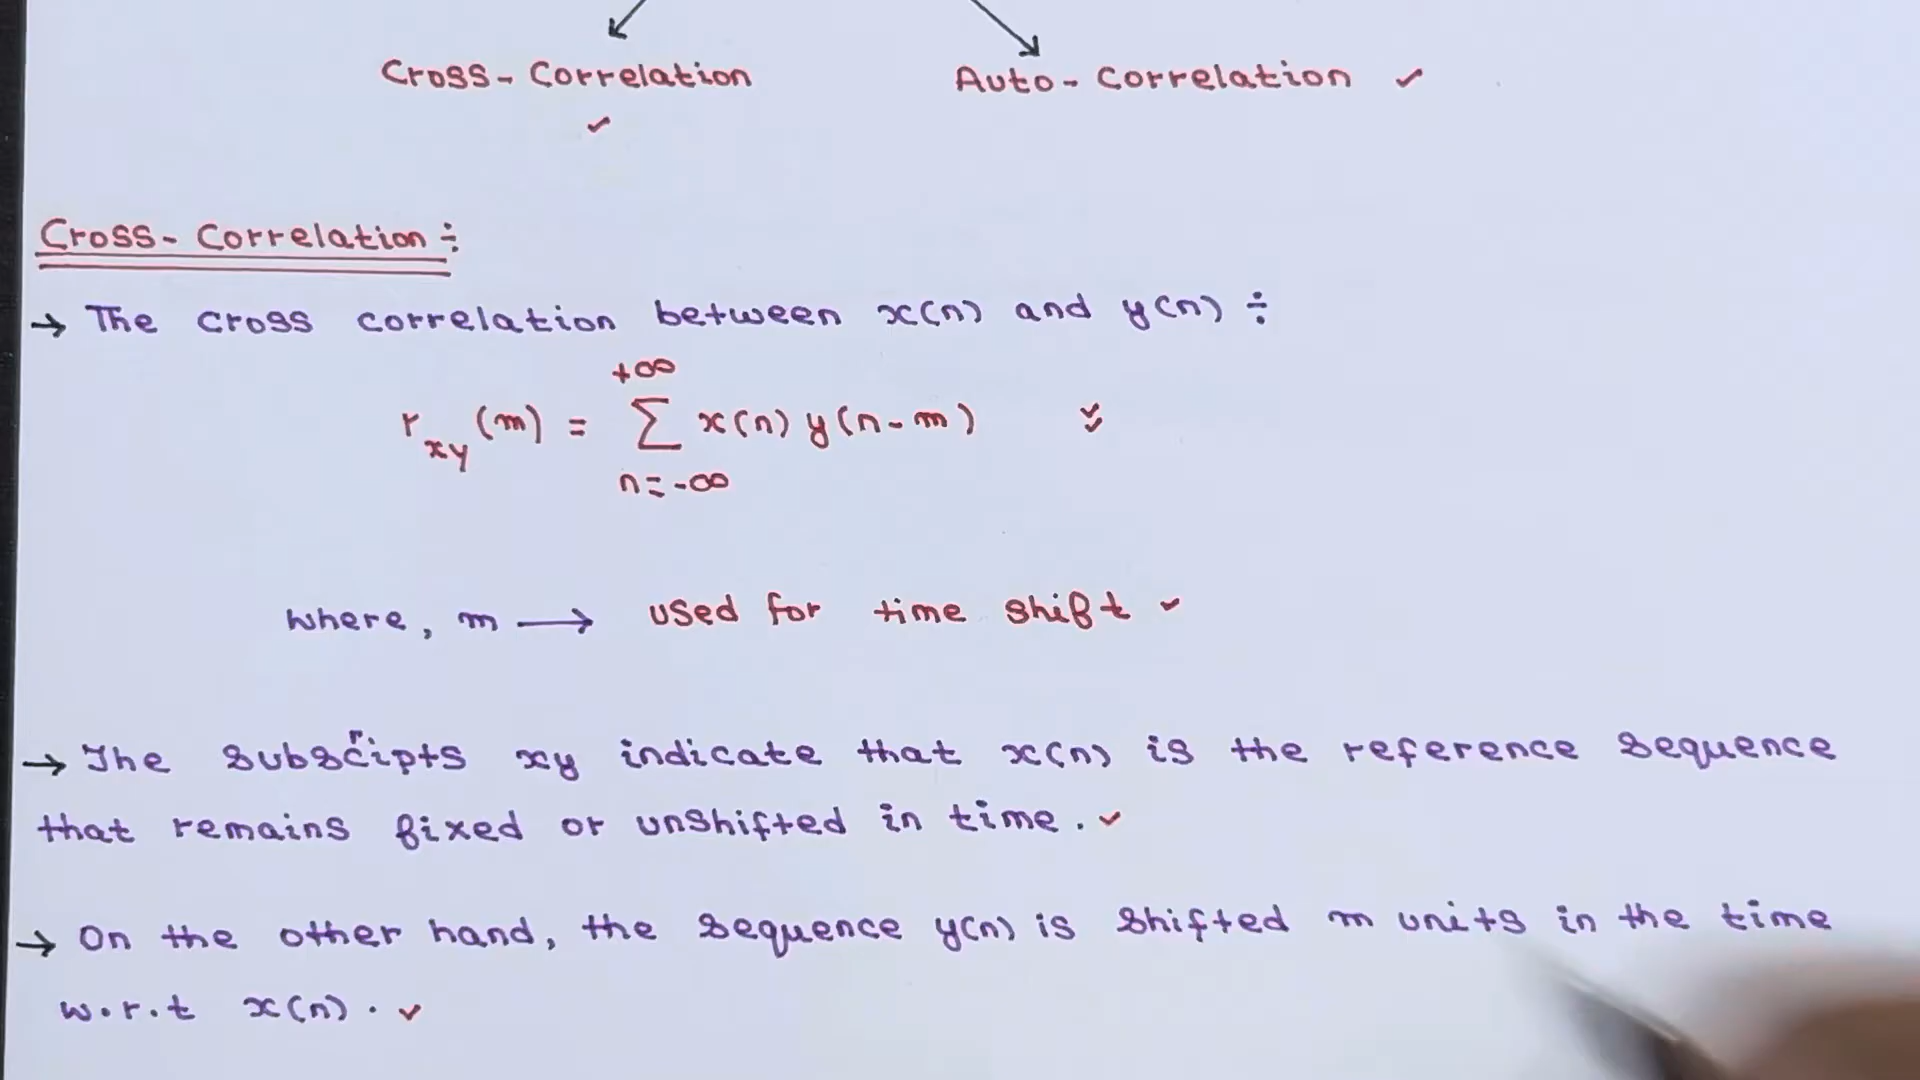 Cross-Correlation Auto-Correlation ✓
✓
Cross-Correlation ÷
→ The cross correlation between x(n) and y(n) ÷
+∞
r_xy(m) = Σ x(n) y(n-m)
n=-∞
where, m → used for time shift ✓
→ The subscripts xy indicate that x(n) is the reference sequence
that remains fixed or unshifted in time. ✓
→ On the other hand, the sequence y(n) is shifted m units in the time
w.r.t x(n). ✓